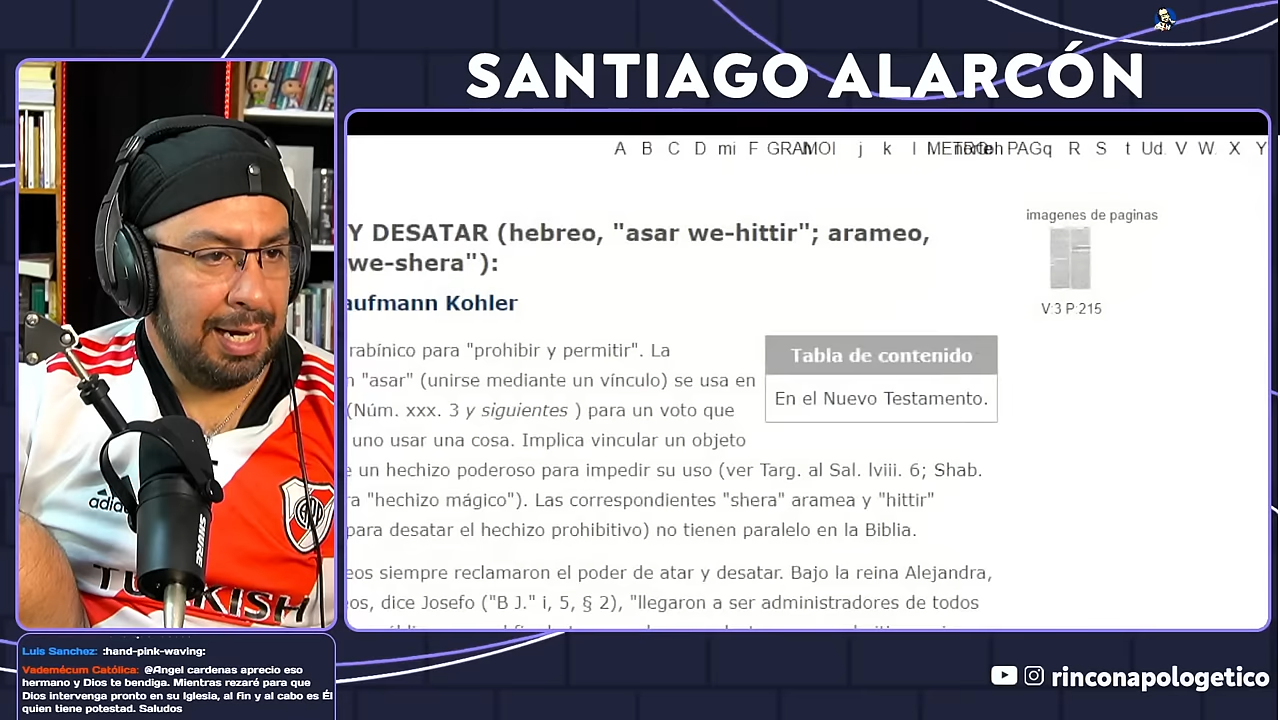 SANTIAGO ALARCÓN
A B C D mi F j k l R S t Ud. V W. X Y
imagenes de paginas
V:3 P:215
Y DESATAR (hebreo, "asar we-hittir"; arameo,
we-shera"):
aufmann Kohler
rabínico para "prohibir y permitir". La
"asar" (unirse mediante un vínculo) se usa en
(Núm. xxx. 3 y siguientes ) para un voto que
uno usar una cosa. Implica vincular un objeto
un hechizo poderoso para impedir su uso (ver Targ. al Sal. lviii. 6; Shab.
"hechizo mágico"). Las correspondientes "shera" aramea y "hittir"
para desatar el hechizo prohibitivo) no tienen paralelo en la Biblia.
Tabla de contenido
En el Nuevo Testamento.
eos siempre reclamaron el poder de atar y desatar. Bajo la reina Alejandra,
eos, dice Josefo ("B J." i, 5, § 2), "llegaron a ser administradores de todos
adidas
SHURE
TURKISH
Luis Sanchez: :hand-pink-waving:
Vademécum Católica: @Angel cardenas aprecio eso
hermano y Dios te bendiga. Mientras rezaré para que
Dios intervenga pronto en su Iglesia, al fin y al cabo es Él
quien tiene potestad. Saludos
rinconapologetico